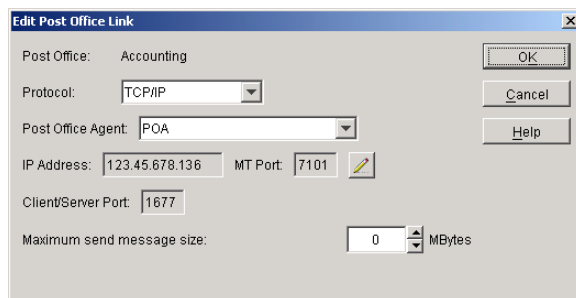 Edit Post Office Link
Post Office: Accounting
OK
Protocol: TCP/IP
Cancel
Post Office Agent: POA
Help
IP Address: 123.45.678.136 MT Port: 7101
Client/Server Port: 1677
Maximum send message size: 0 MBytes